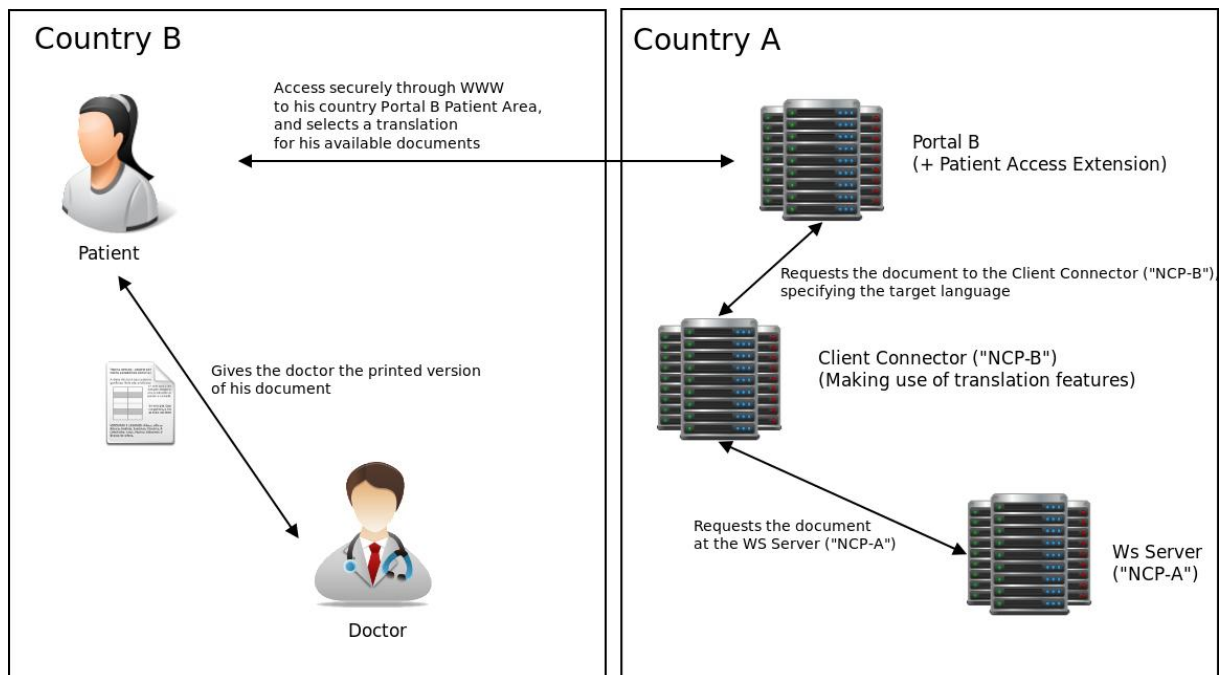 Country B
Access securely through WWW
to his country Portal B Patient Area,
and selects a translation
for his available documents
Patient
Gives the doctor the printed version
of his document
Doctor
Country A
Portal B
(+ Patient Access Extension)
Requests the document to the Client Connector ("NCP-B"),
specifying the target language
Client Connector ("NCP-B")
(Making use of translation features)
Requests the document
at the WS Server ("NCP-A")
Ws Server
("NCP-A")